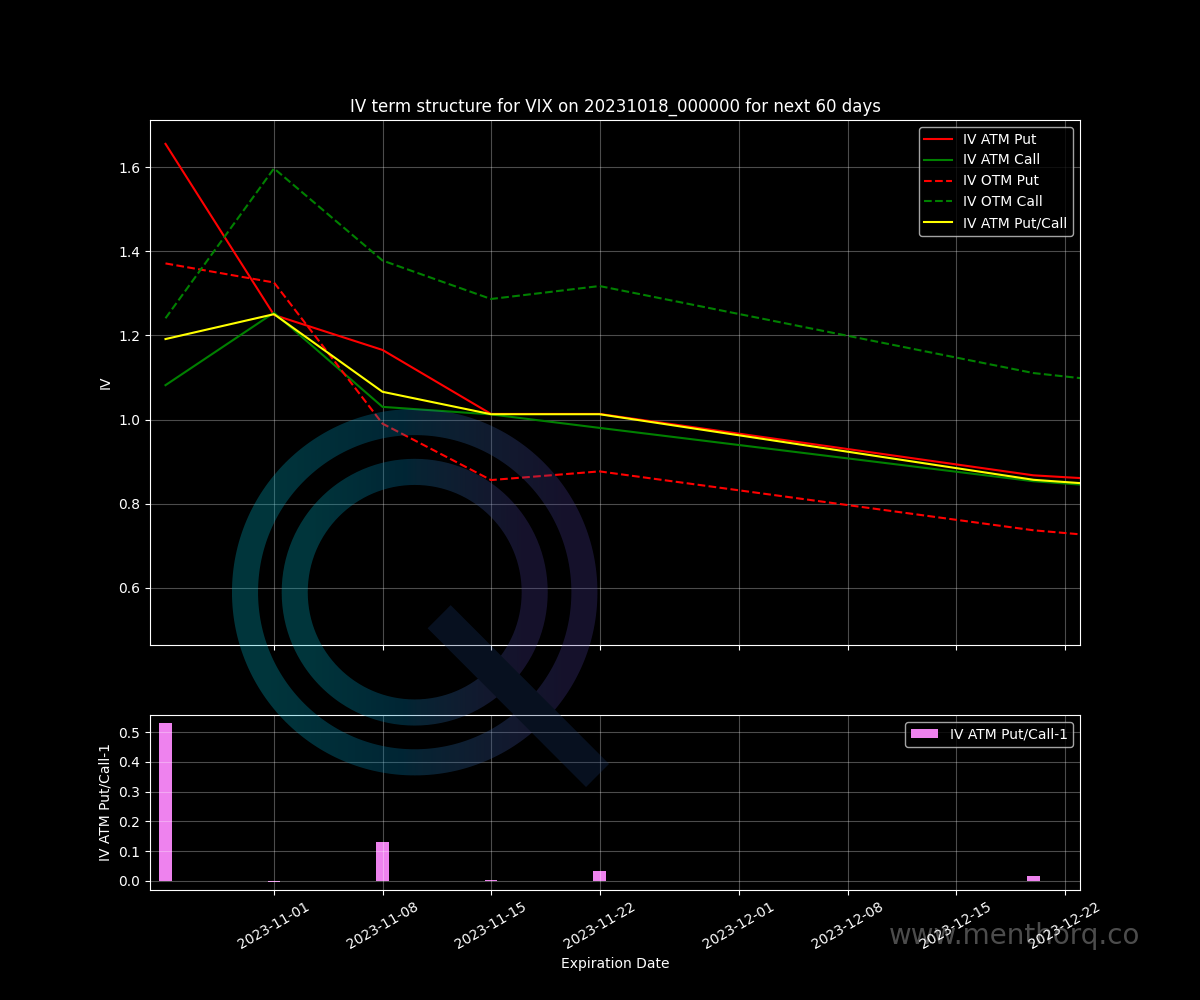 IV term structure for VIX on 20231018_000000 for next 60 days
IV ATM Put
IV ATM Call
IV OTM Put
IV OTM Call
IV ATM Put/Call
1.6
1.4
1.2
1.0
0.8
0.6
IV
IV ATM Put/Call-1
0.5
0.4
0.3
0.2
0.1
0.0
IV ATM Put/Call-1
2023-11-01
2023-11-08
2023-11-15
2023-11-22
2023-12-01
2023-12-08
2023-12-15
2023-12-22
www.menthorq.co
Expiration Date